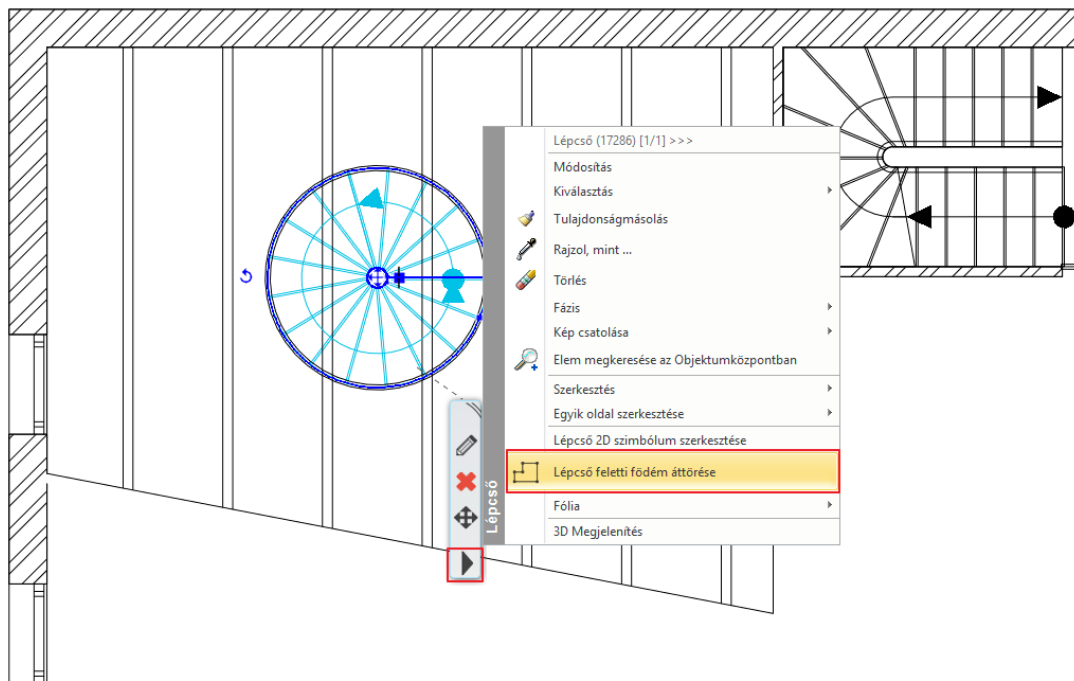 Lépcső (17286) [1/1] >>>
Módosítás
Kiválasztás
Tulajdonságmásolás
Rajzol, mint ...
Törlés
Fázis
Kép csatolása
Elem megkeresése az Objektumközpontban
Szerkesztés
Egyik oldal szerkesztése
Lépcső 2D szimbólum szerkesztése
Lépcső feletti födém áttörése
Fólia
3D Megjelenítés
Lépcső